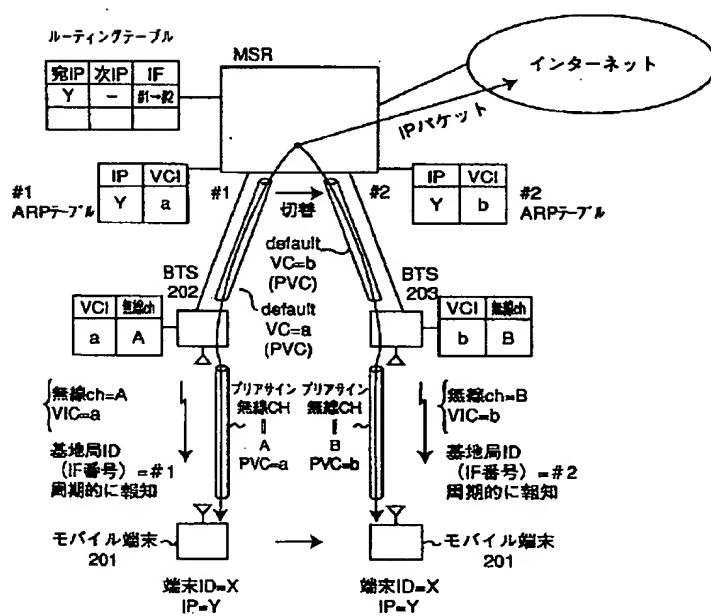 ルーティングテーブル
宛IP 次IP IF
Y － #1→#2
MSR
インターネット
IPパケット
#1
ARPテーブル
IP VCI
Y a
#1
切替
#2
IP VCI
Y b
#2
ARPテーブル
default
VC=b
(PVC)
default
VC=a
(PVC)
BTS
202
BTS
203
VCI 無線ch
a A
VCI 無線ch
b B
無線ch=A
VIC=a
基地局ID
(IF番号)=#1
周期的に報知
プリアサイン
無線CH
||
A
PVC=a
プリアサイン
無線CH
||
B
PVC=b
無線ch=B
VIC=b
基地局ID
(IF番号)=#2
周期的に報知
モバイル端末
201
モバイル端末
201
端末ID=X
IP=Y
端末ID=X
IP=Y